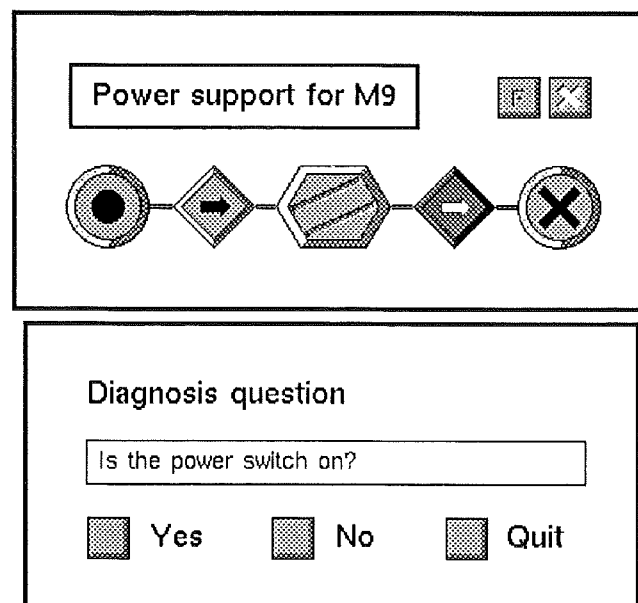 Power support for M9
F
Diagnosis question
Is the power switch on?
Yes No Quit